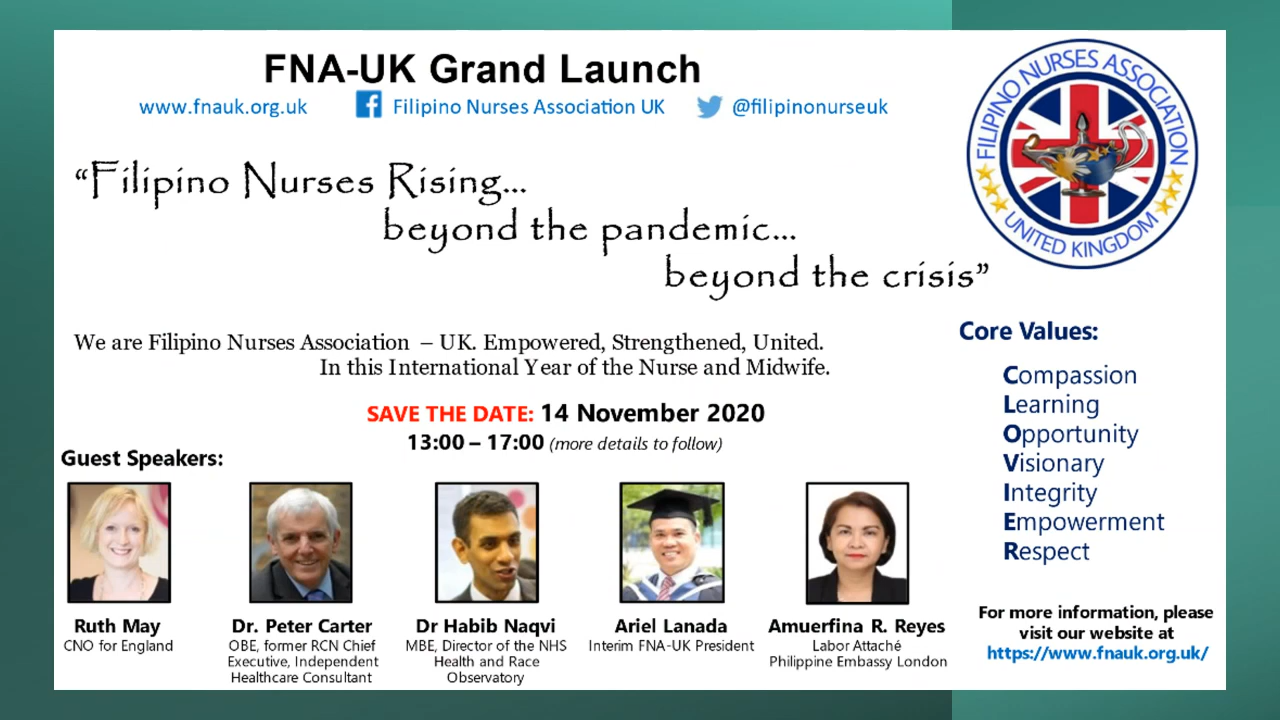 FNA-UK Grand Launch
www.fnauk.org.uk Filipino Nurses Association UK @filipinonurseuk
FILIPINO NURSES ASSOCIATION
UNITED KINGDOM
“Filipino Nurses Rising...
beyond the pandemic...
beyond the crisis”
We are Filipino Nurses Association – UK. Empowered, Strengthened, United.
In this International Year of the Nurse and Midwife.
SAVE THE DATE: 14 November 2020
13:00 – 17:00 (more details to follow)
Guest Speakers:
Ruth May
CNO for England
Dr. Peter Carter
OBE, former RCN Chief
Executive, Independent
Healthcare Consultant
Dr Habib Naqvi
MBE, Director of the NHS
Health and Race
Observatory
Ariel Lanada
Interim FNA-UK President
Amuerfina R. Reyes
Labor Attaché
Philippine Embassy London
Core Values:
Compassion
Learning
Opportunity
Visionary
Integrity
Empowerment
Respect
For more information, please
visit our website at
https://www.fnauk.org.uk/